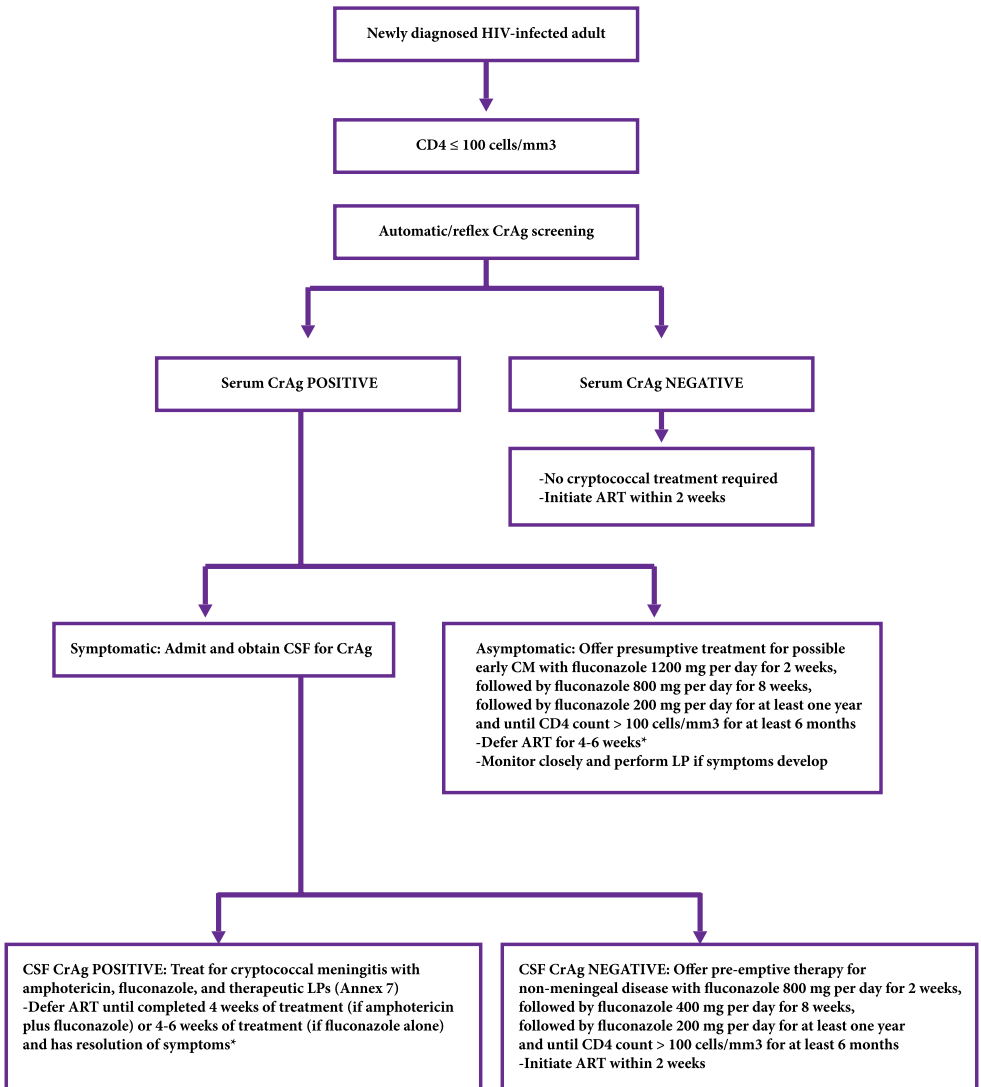 Newly diagnosed HIV-infected adult
CD4 ≤ 100 cells/mm3
Automatic/reflex CrAg screening
Serum CrAg POSITIVE
Serum CrAg NEGATIVE
-No cryptococcal treatment required
-Initiate ART within 2 weeks
Symptomatic: Admit and obtain CSF for CrAg
Asymptomatic: Offer presumptive treatment for possible
early CM with fluconazole 1200 mg per day for 2 weeks,
followed by fluconazole 800 mg per day for 8 weeks,
followed by fluconazole 200 mg per day for at least one year
and until CD4 count > 100 cells/mm3 for at least 6 months
-Defer ART for 4-6 weeks*
-Monitor closely and perform LP if symptoms develop
CSF CrAg POSITIVE: Treat for cryptococcal meningitis with
amphotericin, fluconazole, and therapeutic LPs (Annex 7)
-Defer ART until completed 4 weeks of treatment (if amphotericin
plus fluconazole) or 4-6 weeks of treatment (if fluconazole alone)
and has resolution of symptoms*
CSF CrAg NEGATIVE: Offer pre-emptive therapy for
non-meningeal disease with fluconazole 800 mg per day for 2 weeks,
followed by fluconazole 400 mg per day for 8 weeks,
followed by fluconazole 200 mg per day for at least one year
and until CD4 count > 100 cells/mm3 for at least 6 months
-Initiate ART within 2 weeks